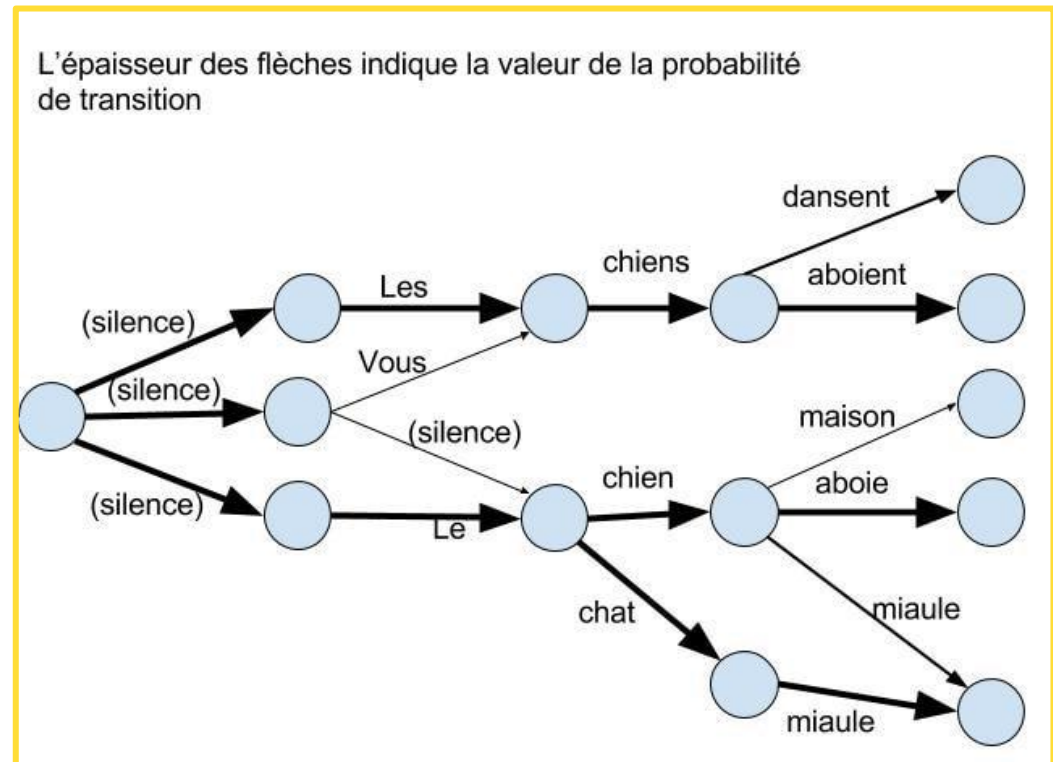 L'épaisseur des flèches indique la valeur de la probabilité
de transition
dansent
chiens
aboient
Les
(silence)
Vous
(silence)
maison
(silence)
chien
aboie
(silence)
Le
chat
miaule
miaule